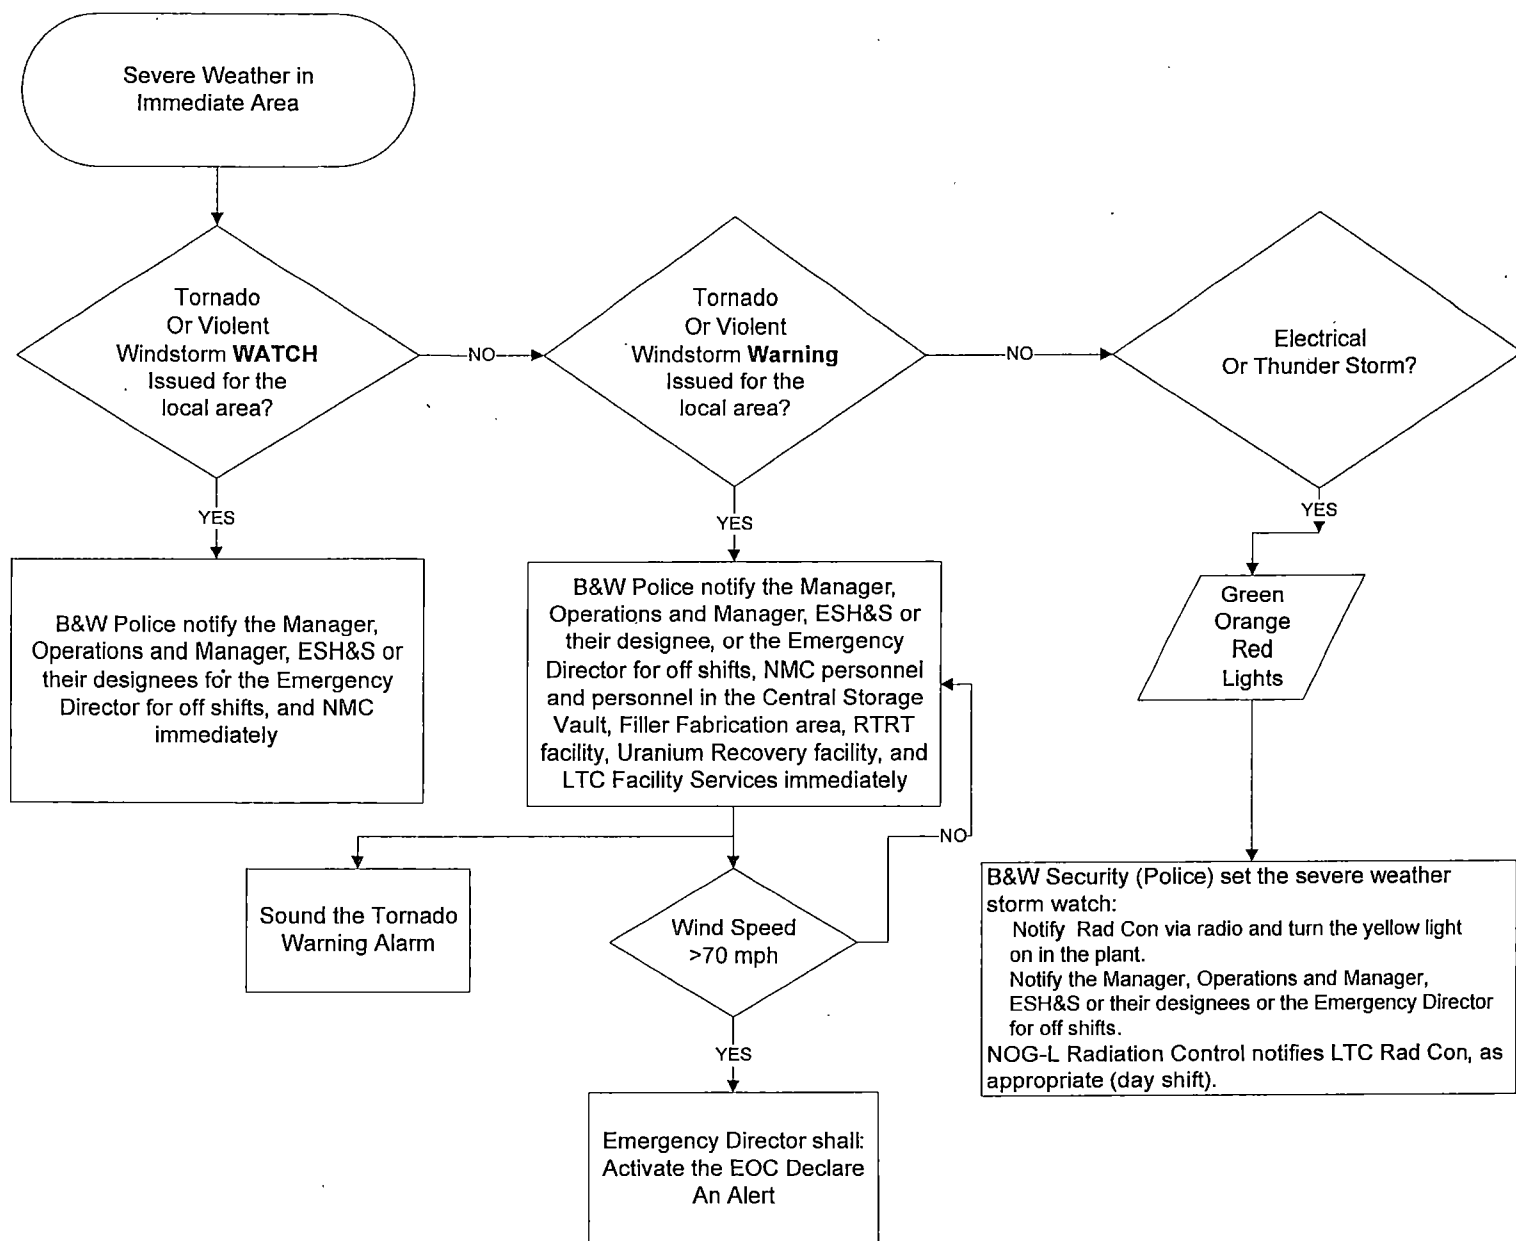 Severe Weather in
Immediate Area
Tornado
Or Violent
Windstorm WATCH
Issued for the
local area?
NO
Tornado
Or Violent
Windstorm Warning
Issued for the
local area?
NO
Electrical
Or Thunder Storm?
YES
YES
YES
B&W Police notify the Manager,
Operations and Manager, ESH&S or
their designees for the Emergency
Director for off shifts, and NMC
immediately
B&W Police notify the Manager,
Operations and Manager, ESH&S or
their designee, or the Emergency
Director for off shifts, NMC personnel
and personnel in the Central Storage
Vault, Filler Fabrication area, RTRT
facility, Uranium Recovery facility, and
LTC Facility Services immediately
Green
Orange
Red
Lights
NO
Sound the Tornado
Warning Alarm
Wind Speed
>70 mph
B&W Security (Police) set the severe weather
storm watch:
Notify Rad Con via radio and turn the yellow light
on in the plant.
Notify the Manager, Operations and Manager,
ESH&S or their designees or the Emergency Director
for off shifts.
NOG-L Radiation Control notifies LTC Rad Con, as
appropriate (day shift).
YES
Emergency Director shall:
Activate the EOC Declare
An Alert